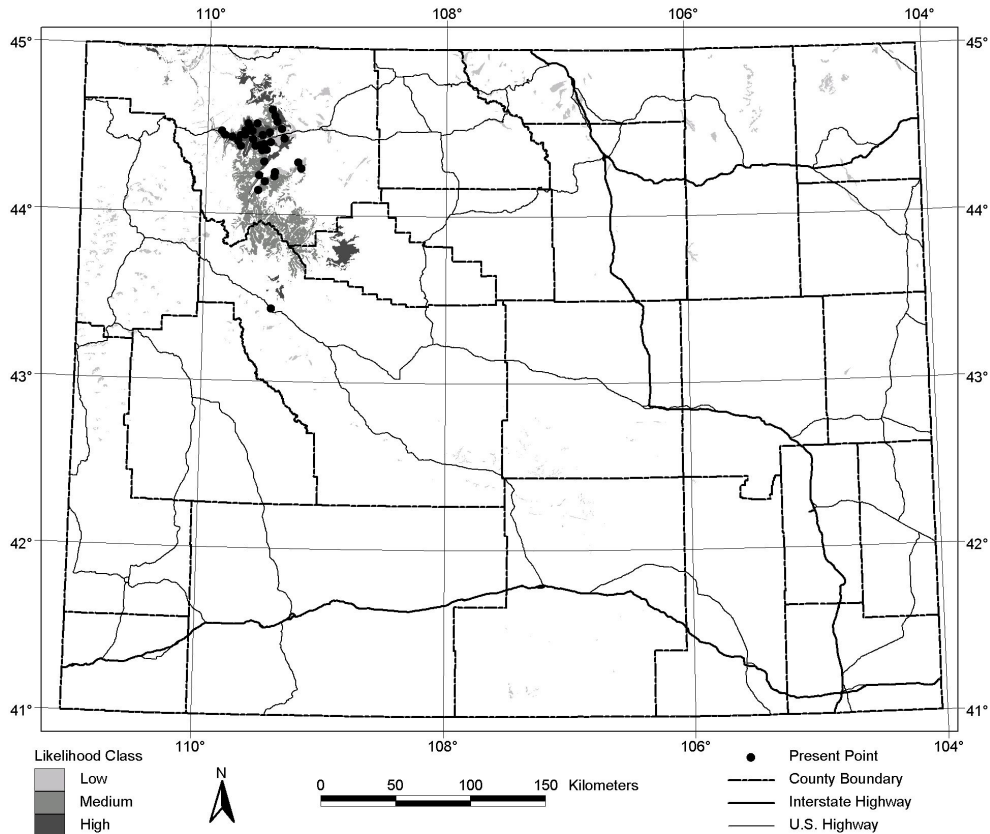 110° 108° 106° 104°
45° 45°
44° 44°
43° 43°
42° 42°
41° 41°
110° 108° 106° 104°
Likelihood Class
Low
Medium
High
N
0 50 100 150 Kilometers
Present Point
County Boundary
Interstate Highway
U.S. Highway